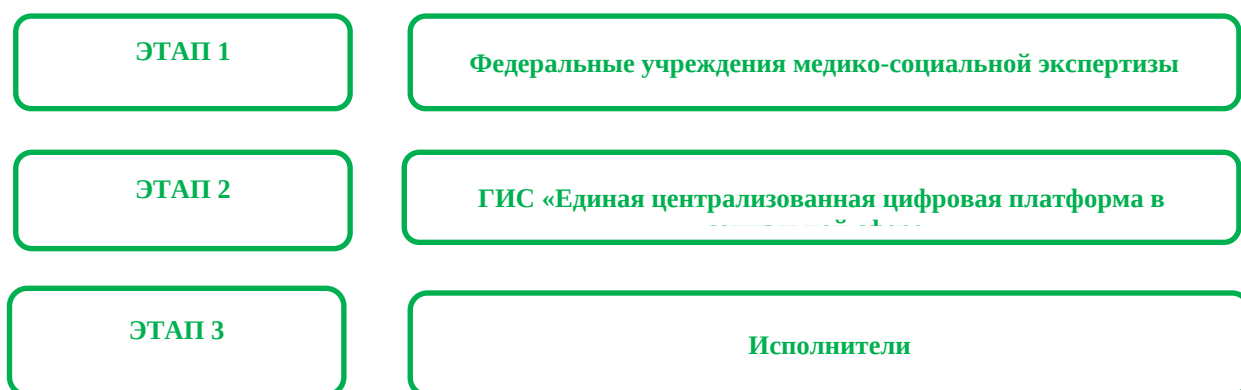 ЭТАП 1
Федеральные учреждения медико-социальной экспертизы
ЭТАП 2
ГИС «Единая централизованная цифровая платформа в
ЭТАП 3
Исполнители